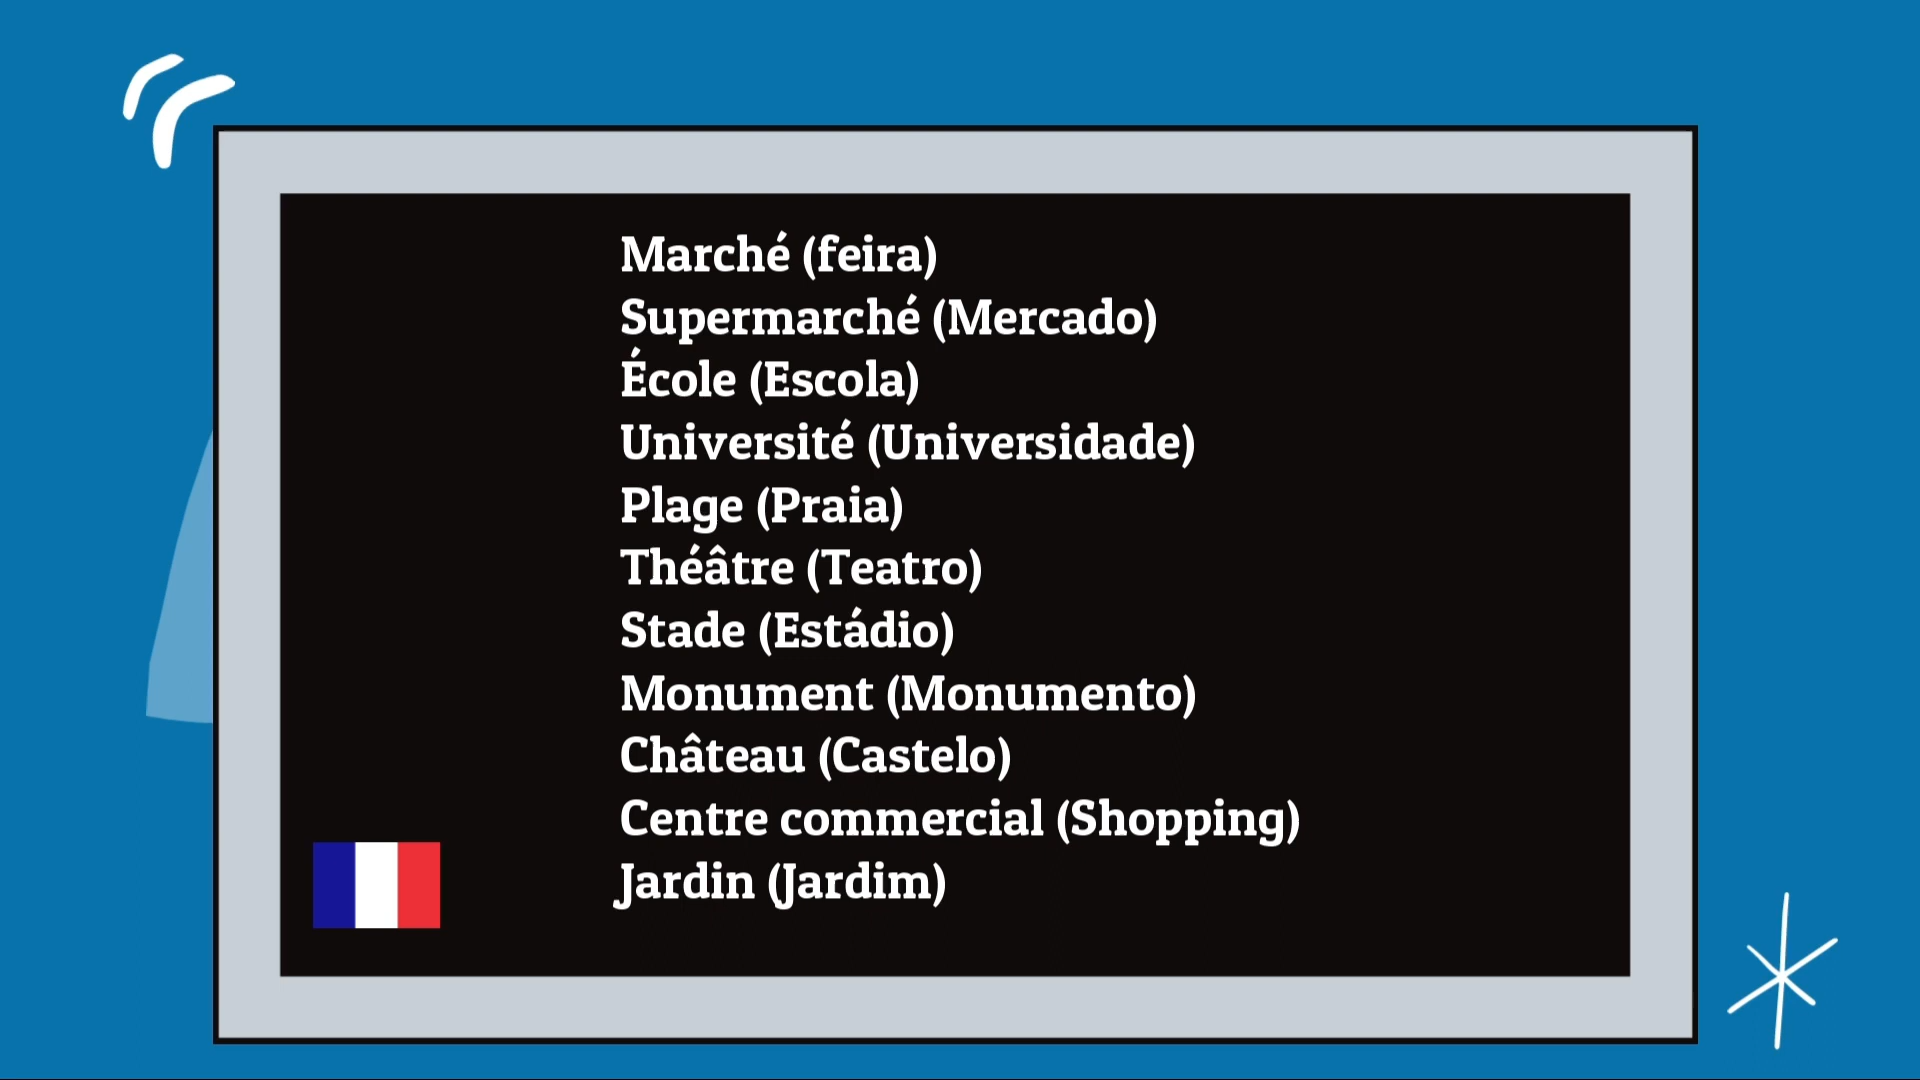 Marché (feira)
Supermarché (Mercado)
École (Escola)
Université (Universidade)
Plage (Praia)
Théâtre (Teatro)
Stade (Estádio)
Monument (Monumento)
Château (Castelo)
Centre commercial (Shopping)
Jardin (Jardim)